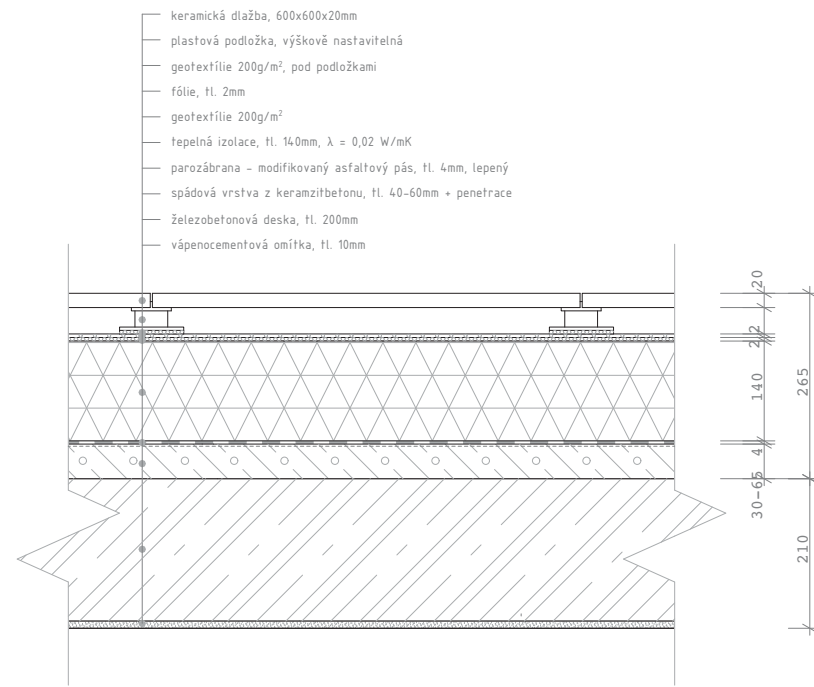 keramická dlažba, 600x600x20mm
plastová podložka, výškově nastavitelná
geotextílie 200g/m², pod podložkami
fólie, tl. 2mm
geotextílie 200g/m²
tepelná izolace, tl. 140mm, λ = 0,02 W/mK
parozábrana - modifikovaný asfaltový pás, tl. 4mm, lepený
spádová vrstva z keramzitbetonu, tl. 40-60mm + penetrace
železobetonová deska, tl. 200mm
vápenocementová omítka, tl. 10mm
20
2
2
140
265
4
30-65
210